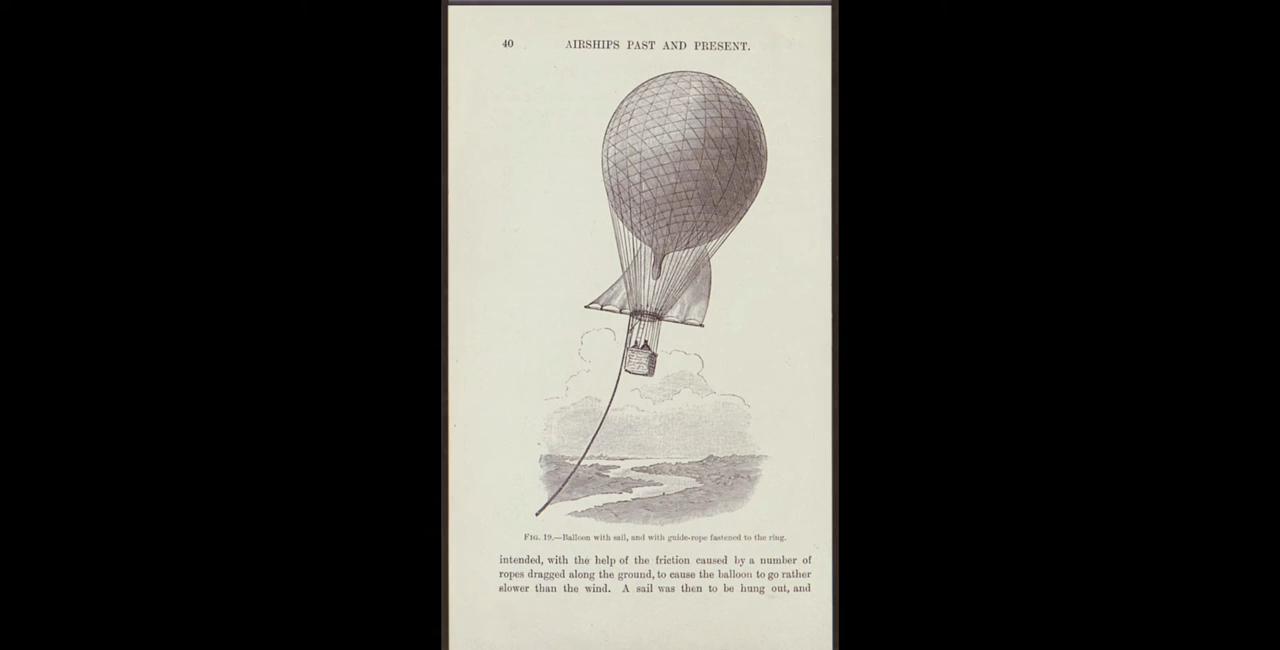 40
AIRSHIPS PAST AND PRESENT.
FIG. 19.—Balloon with sail, and with guide-rope fastened to the ring.
intended, with the help of the friction caused by a number of
ropes dragged along the ground, to cause the balloon to go rather
slower than the wind. A sail was then to be hung out, and